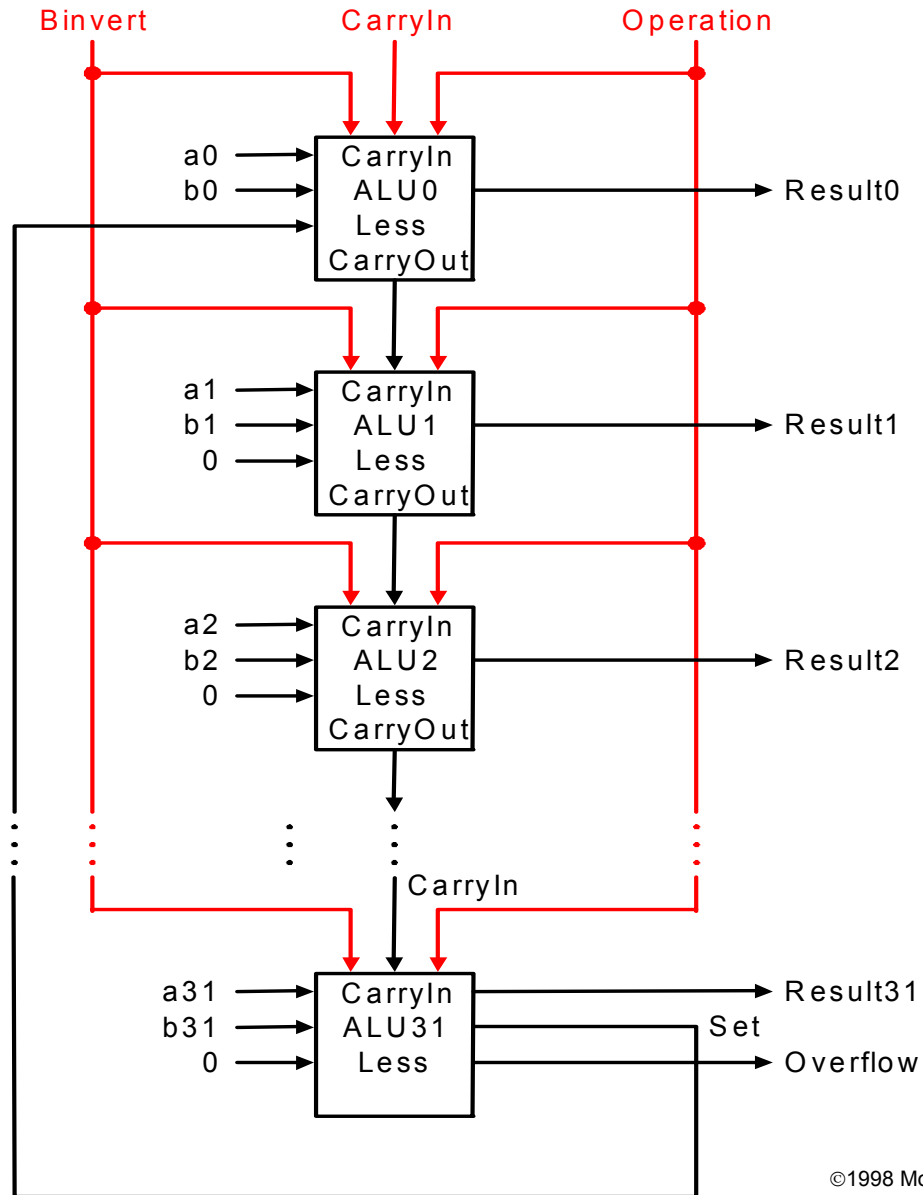 Binvert CarryIn Operation
a0 CarryIn
b0 ALU0 Result0
Less
CarryOut
a1 CarryIn
b1 ALU1 Result1
0 Less
CarryOut
a2 CarryIn
b2 ALU2 Result2
0 Less
CarryOut
CarryIn
a31 CarryIn Result31
b31 ALU31 Set
0 Less Overflow
©1998